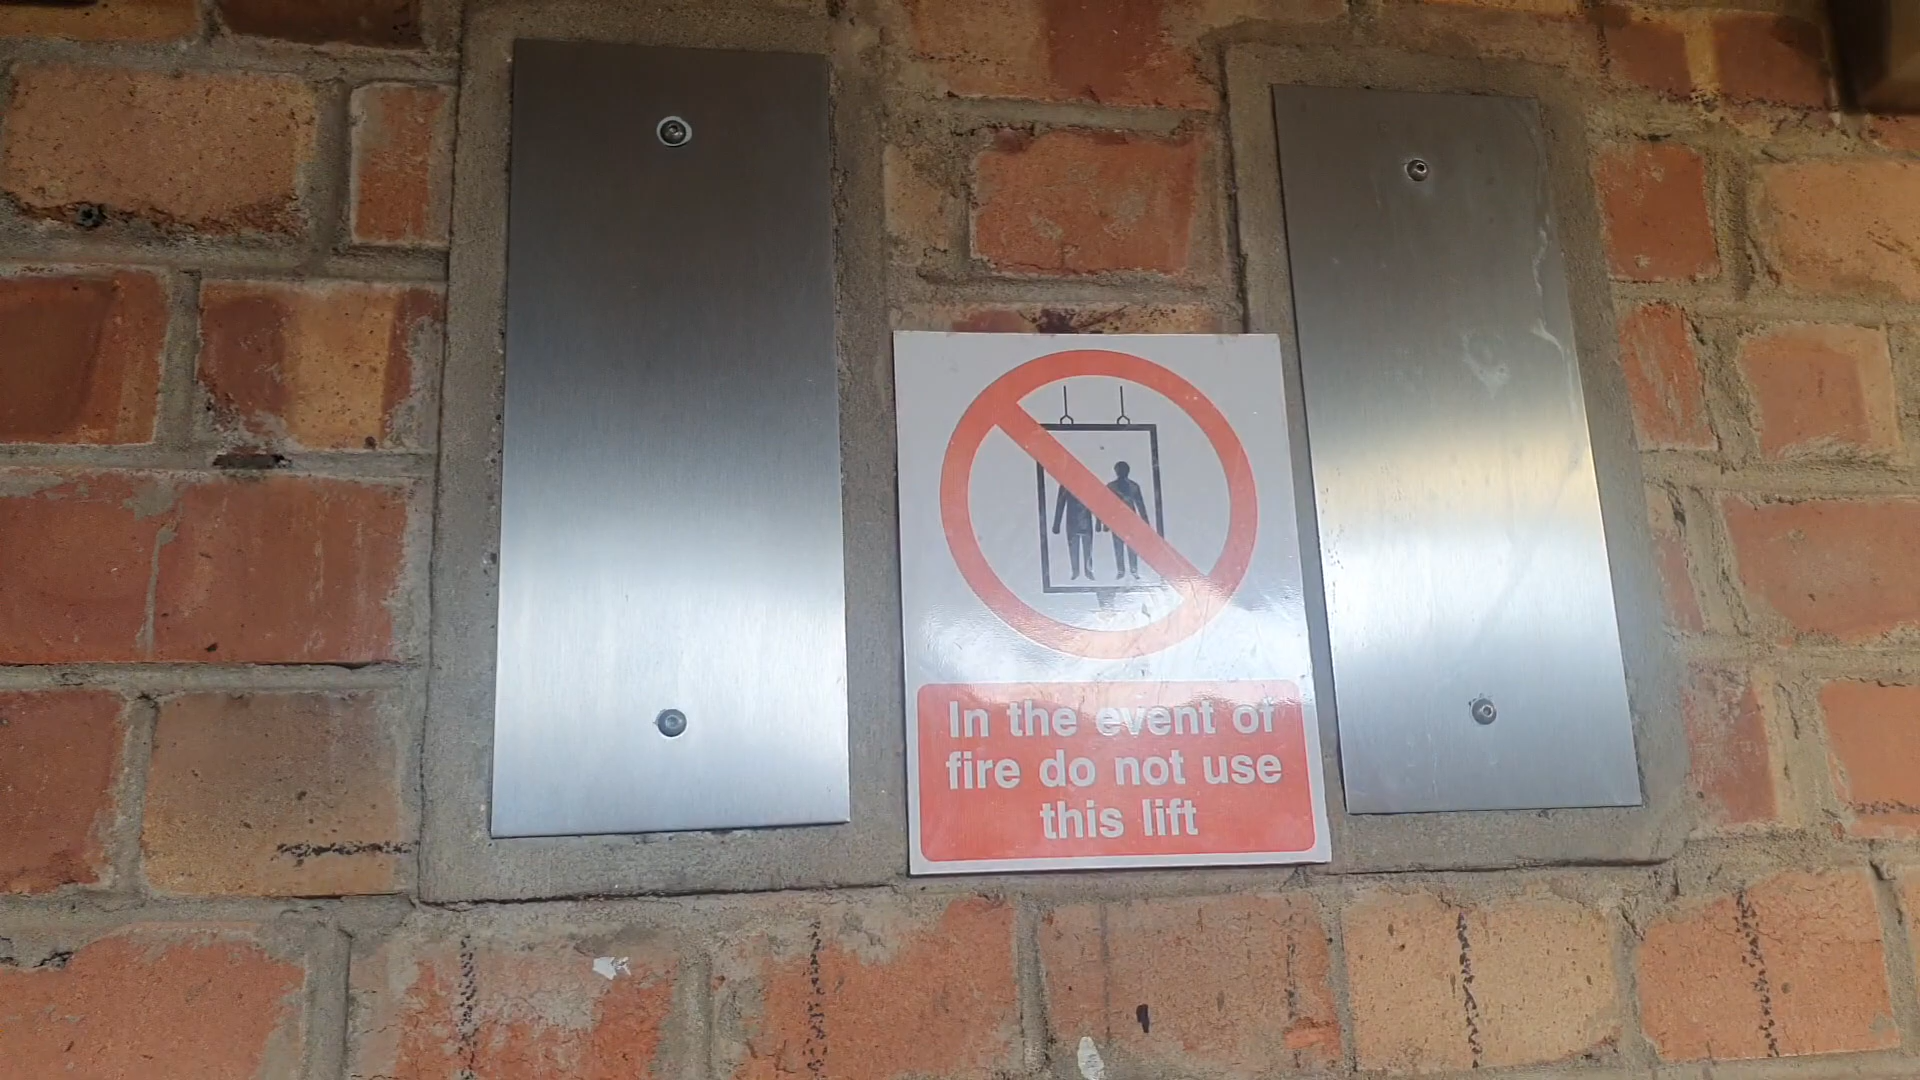 In the event of
fire do not use
this lift